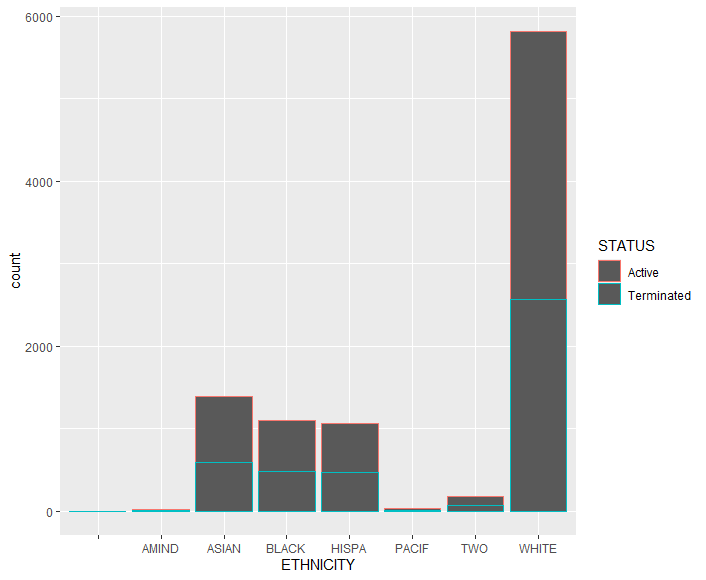 6000
4000
2000
0
count
AMIND ASIAN BLACK HISPA PACIF TWO WHITE
ETHNICITY
STATUS
Active
Terminated